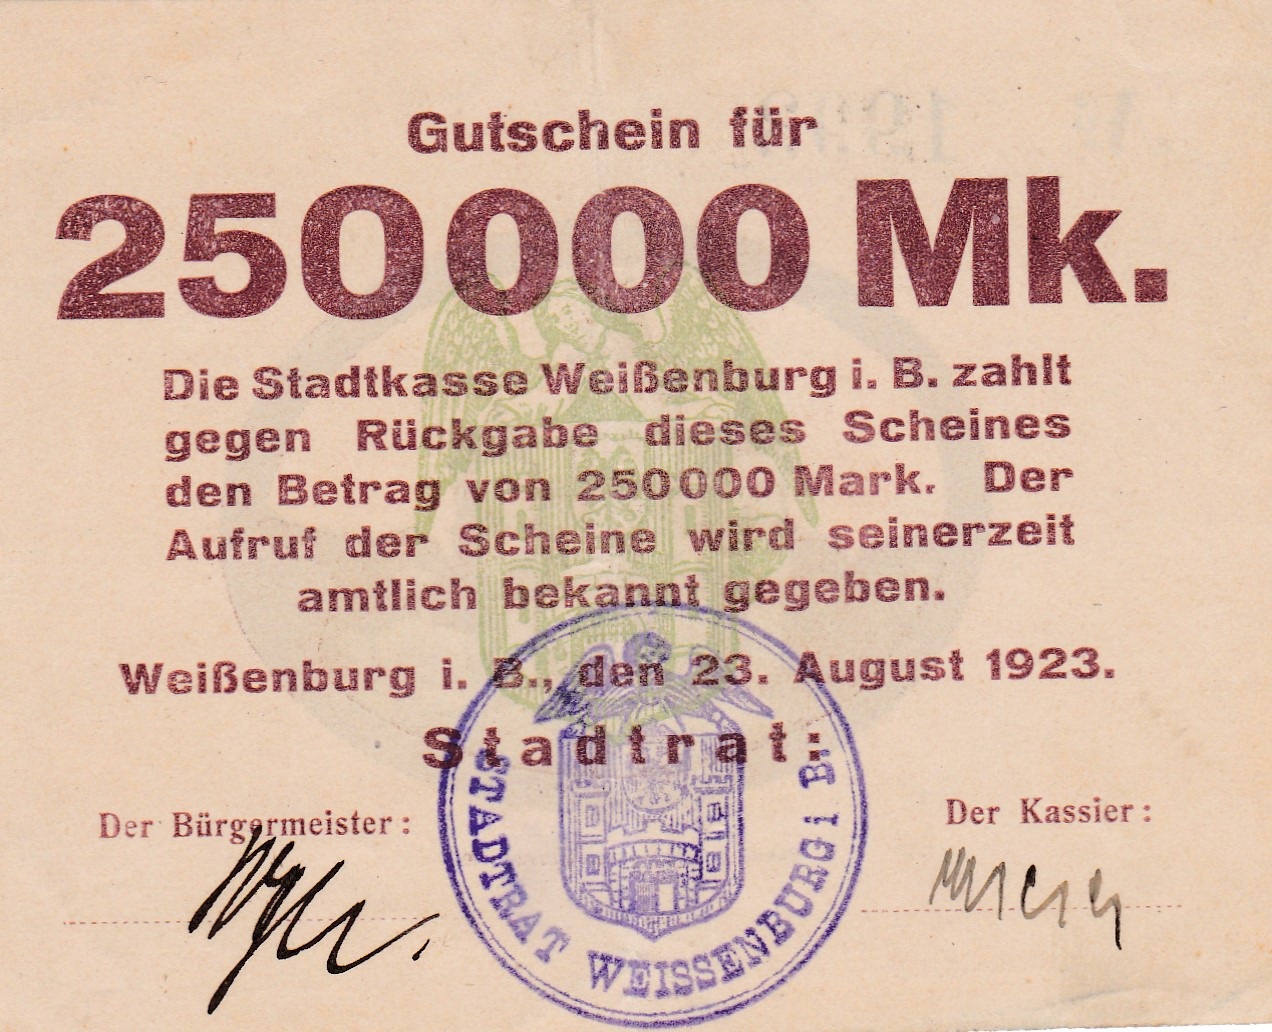 Gutschein für
250000 Mk.
Die Stadtkasse Weißenburg i. B. zahlt
gegen Rückgabe dieses Scheines
den Betrag von 250000 Mark. Der
Aufruf der Scheine wird seinerzeit
amtlich bekannt gegeben.
Weißenburg i. B., den 23. August 1923.
Stadtrat:
Der Bürgermeister:
Der Kassier:
STADTRAT WEISSENBURG i B.